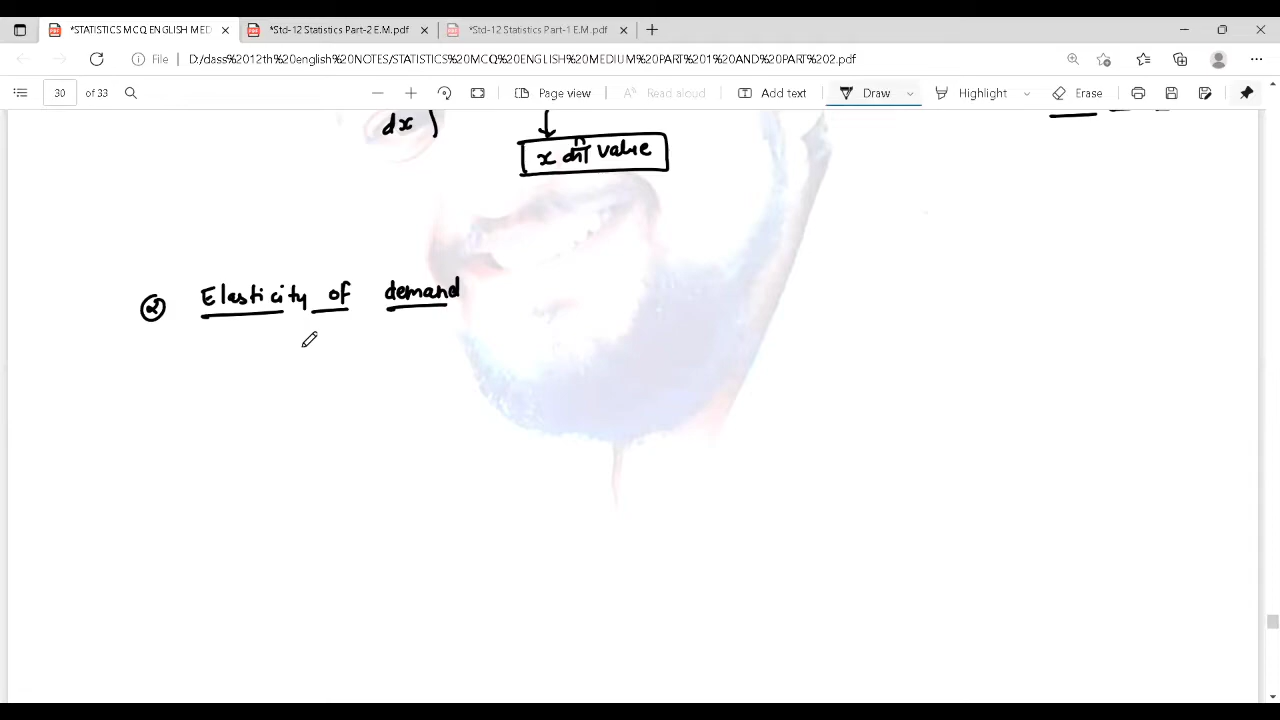 *STATISTICS MCQ ENGLISH MED
*Std-12 Statistics Part-2 E.M.pdf
*Std-12 Statistics Part-1 E.M.pdf
File
D:/dass%2012th%20english%20NOTES/STATISTICS%20MCQ%20ENGLISH%20MEDIUM%20PART%201%20AND%20PART%202.pdf
30 of 33
Page view
Read aloud
Add text
Draw
Highlight
Erase
dx )
x की value
② Elasticity of demand